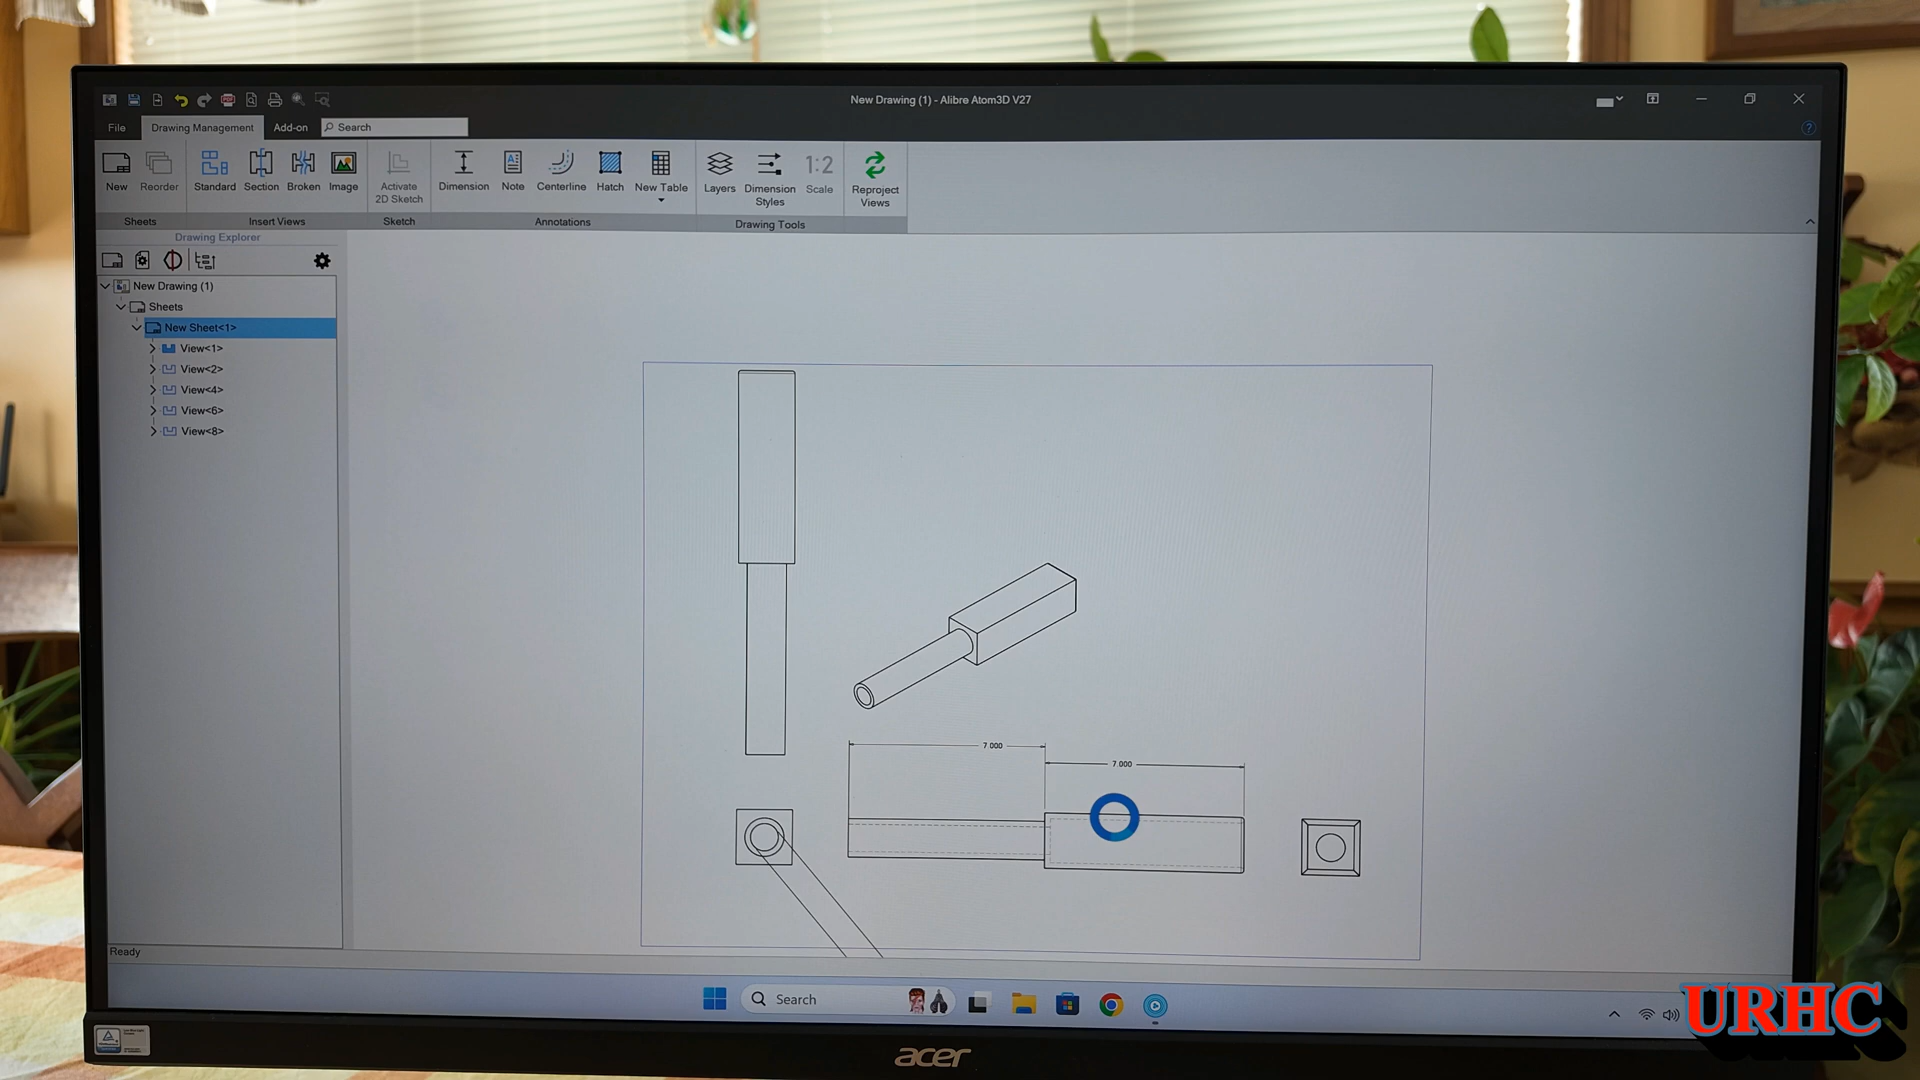 New Drawing (1) - Alibre Atom3D V27
File
Drawing Management
Add-on
Search
New
Reorder
Standard
Section
Broken
Image
Activate
2D Sketch
Dimension
Note
Centerline
Hatch
New Table
Layers
Dimension
Styles
1:2
Scale
Reproject
Views
Sheets
Insert Views
Sketch
Annotations
Drawing Tools
Drawing Explorer
New Drawing (1)
Sheets
New Sheet<1>
View<1>
View<2>
View<4>
View<6>
View<8>
7.000
7.000
Ready
Search
URHC
acer